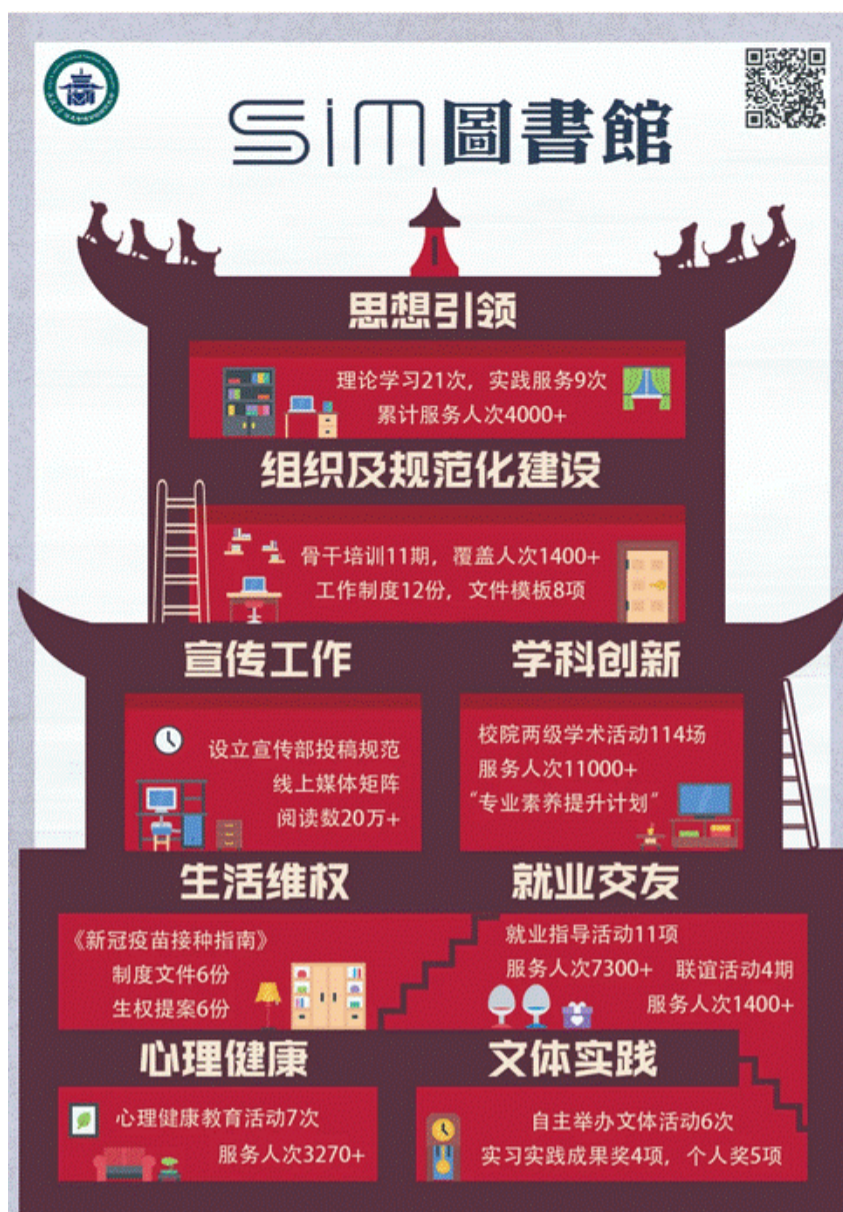 SIM圖書館
思想引领
理论学习21次，实践服务9次
累计服务人次4000+
组织及规范化建设
骨干培训11期，覆盖人次1400+
工作制度12份，文件模板8项
宣传工作
设立宣传部投稿规范
线上媒体矩阵
阅读数20万+
学科创新
校院两级学术活动114场
服务人次11000+
“专业素养提升计划”
生活维权
《新冠疫苗接种指南》
制度文件6份
生权提案6份
就业交友
就业指导活动11项
服务人次7300+
联谊活动4期
服务人次1400+
心理健康
心理健康教育活动7次
服务人次3270+
文体实践
自主举办文体活动6次
实习实践成果奖4项，个人奖5项